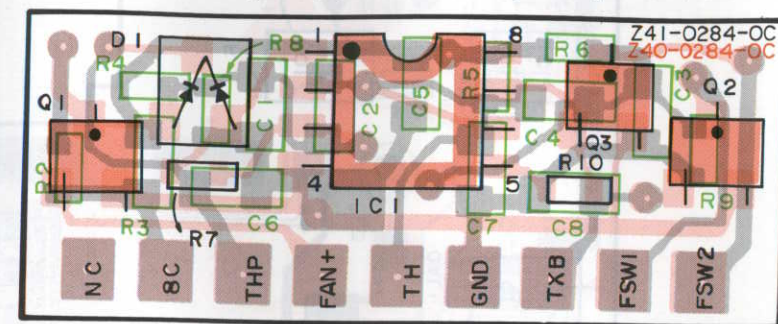 D1
R8
1
8
Z41-0284-0C
Z40-0284-0C
R4
R6
Q1
C1
C2
C5
R5
C3
Q2
C4
Q3
R10
R2
4
5
R3
R7
C6
IC1
C7
C8
R9
NC
8C
THP
FAN+
TH
GND
TXB
FSW1
FSW2